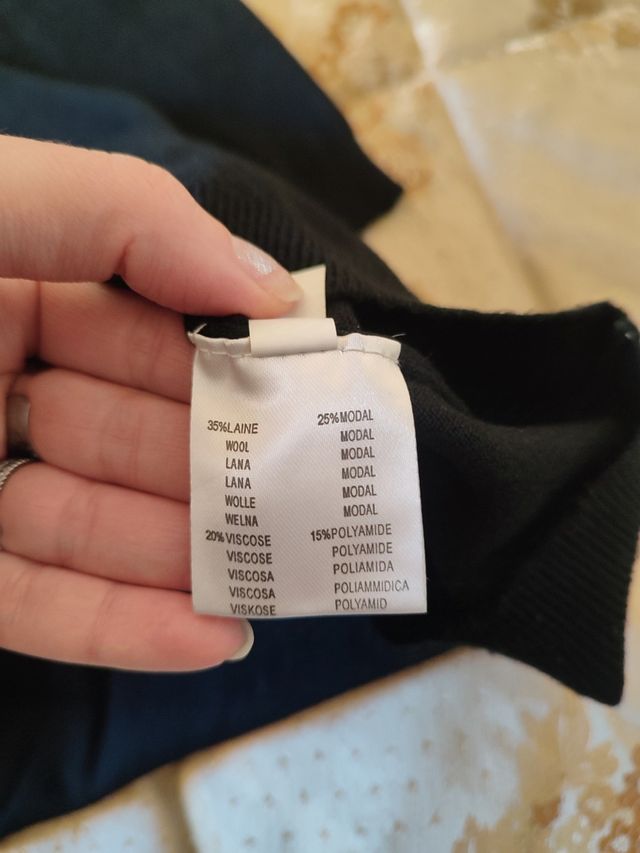 35%LAINE
WOOL
LANA
LANA
WOLLE
WELNA
20%VISCOSE
VISCOSE
VISCOSA
VISCOSA
VISKOSE
25%MODAL
MODAL
MODAL
MODAL
MODAL
MODAL
15%POLYAMIDE
POLYAMIDE
POLIAMIDA
POLIAMMIDICA
POLYAMID